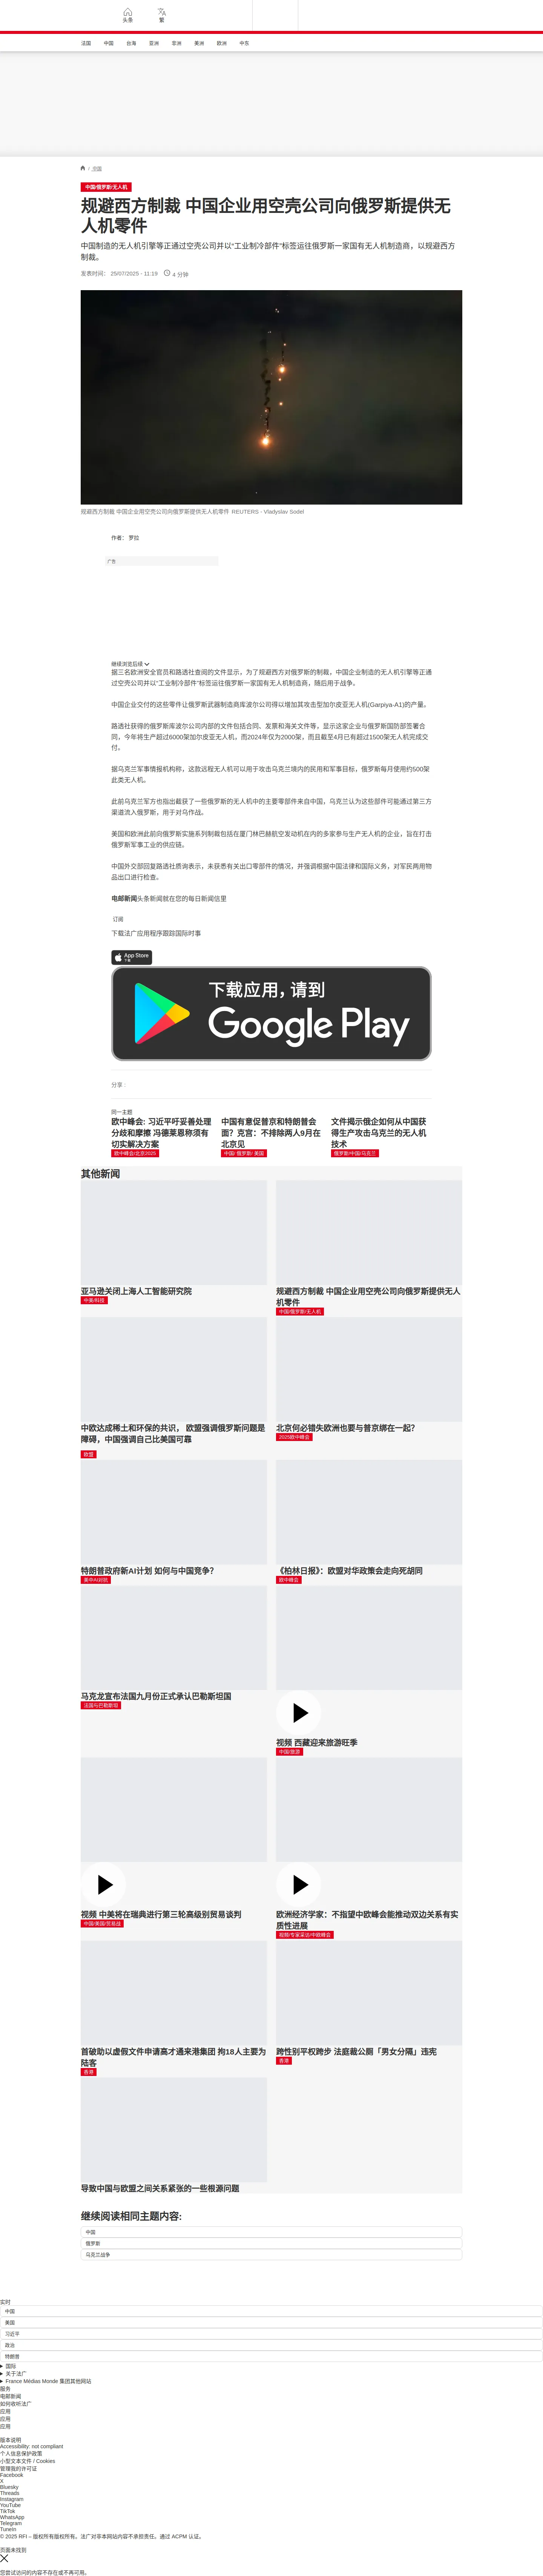 头条
繁
法国
中国
台海
亚洲
非洲
美洲
欧洲
中东
中国
中国/俄罗斯/无人机
规避西方制裁 中国企业用空壳公司向俄罗斯提供无
人机零件
中国制造的无人机引擎等正通过空壳公司并以“工业制冷部件”标签运往俄罗斯一家国有无人机制造商，以规避西方
制裁。
发表时间： 25/07/2025 - 11:19
4 分钟
规避西方制裁 中国企业用空壳公司向俄罗斯提供无人机零件 REUTERS - Vladyslav Sodel
作者： 罗拉
广告
继续浏览后续
据三名欧洲安全官员和路透社查阅的文件显示，为了规避西方对俄罗斯的制裁，中国企业制造的无人机引擎等正通
过空壳公司并以“工业制冷部件”标签运往俄罗斯一家国有无人机制造商，随后用于战争。
中国企业交付的这些零件让俄罗斯武器制造商库波尔公司得以增加其攻击型加尔皮亚无人机(Garpiya-A1)的产量。
路透社获得的俄罗斯库波尔公司内部的文件包括合同、发票和海关文件等，显示这家企业与俄罗斯国防部签署合
同，今年将生产超过6000架加尔皮亚无人机，而2024年仅为2000架，而且截至4月已有超过1500架无人机完成交
付。
据乌克兰军事情报机构称，这款远程无人机可以用于攻击乌克兰境内的民用和军事目标，俄罗斯每月使用约500架
此类无人机。
此前乌克兰军方也指出截获了一些俄罗斯的无人机中的主要零部件来自中国，乌克兰认为这些部件可能通过第三方
渠道流入俄罗斯，用于对乌作战。
美国和欧洲此前向俄罗斯实施系列制裁包括在厦门林巴赫航空发动机在内的多家参与生产无人机的企业，旨在打击
俄罗斯军事工业的供应链。
中国外交部回复路透社质询表示，未获悉有关出口零部件的情况，并强调根据中国法律和国际义务，对军民两用物
品出口进行检查。
电邮新闻头条新闻就在您的每日新闻信里
订阅
下载法广应用程序跟踪国际时事
App Store
下载
下载应用，请到
Google Play
分享 :
同一主题
欧中峰会: 习近平吁妥善处理
分歧和摩擦 冯德莱恩称须有
切实解决方案
欧中峰会/北京2025
中国有意促普京和特朗普会
面？克宫：不排除两人9月在
北京见
中国/ 俄罗斯/ 美国
文件揭示俄企如何从中国获
得生产攻击乌克兰的无人机
技术
俄罗斯/中国/乌克兰
其他新闻
亚马逊关闭上海人工智能研究院
中美/科技
规避西方制裁 中国企业用空壳公司向俄罗斯提供无人
机零件
中国/俄罗斯/无人机
中欧达成稀土和环保的共识， 欧盟强调俄罗斯问题是
障碍，中国强调自己比美国可靠
欧盟
北京何必错失欧洲也要与普京绑在一起？
2025欧中峰会
特朗普政府新AI计划 如何与中国竞争？
美中AI对抗
《柏林日报》：欧盟对华政策会走向死胡同
欧中峰会
马克龙宣布法国九月份正式承认巴勒斯坦国
法国与巴勒斯坦
视频 西藏迎来旅游旺季
中国/旅游
视频 中美将在瑞典进行第三轮高级别贸易谈判
中国/美国/贸易战
欧洲经济学家：不指望中欧峰会能推动双边关系有实
质性进展
视频/专家采访/中欧峰会
首破助以虚假文件申请高才通来港集团 拘18人主要为
陆客
香港
跨性别平权跨步 法庭裁公厕「男女分隔」违宪
香港
导致中国与欧盟之间关系紧张的一些根源问题
继续阅读相同主题内容:
中国
俄罗斯
乌克兰战争
实时
中国
美国
习近平
政治
特朗普
国际
关于法广
France Médias Monde 集团其他网站
服务
电邮新闻
如何收听法广
应用
应用
应用
版本说明
Accessibility: not compliant
个人信息保护政策
小型文本文件 / Cookies
管理我的许可证
Facebook
X
Bluesky
Threads
Instagram
YouTube
TikTok
WhatsApp
Telegram
TuneIn
© 2025 RFI – 版权所有版权所有。法广对非本网站内容不承担责任。通过 ACPM 认证。
页面未找到
您尝试访问的内容不存在或不再可用。